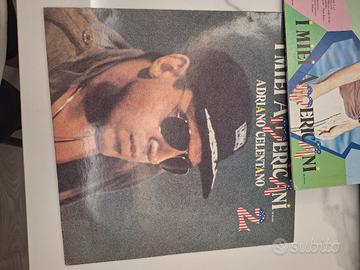 I MIEI AMERICANI.....
ADRIANO CELENTANO
2
I MIEI AMERICANI.....
subito